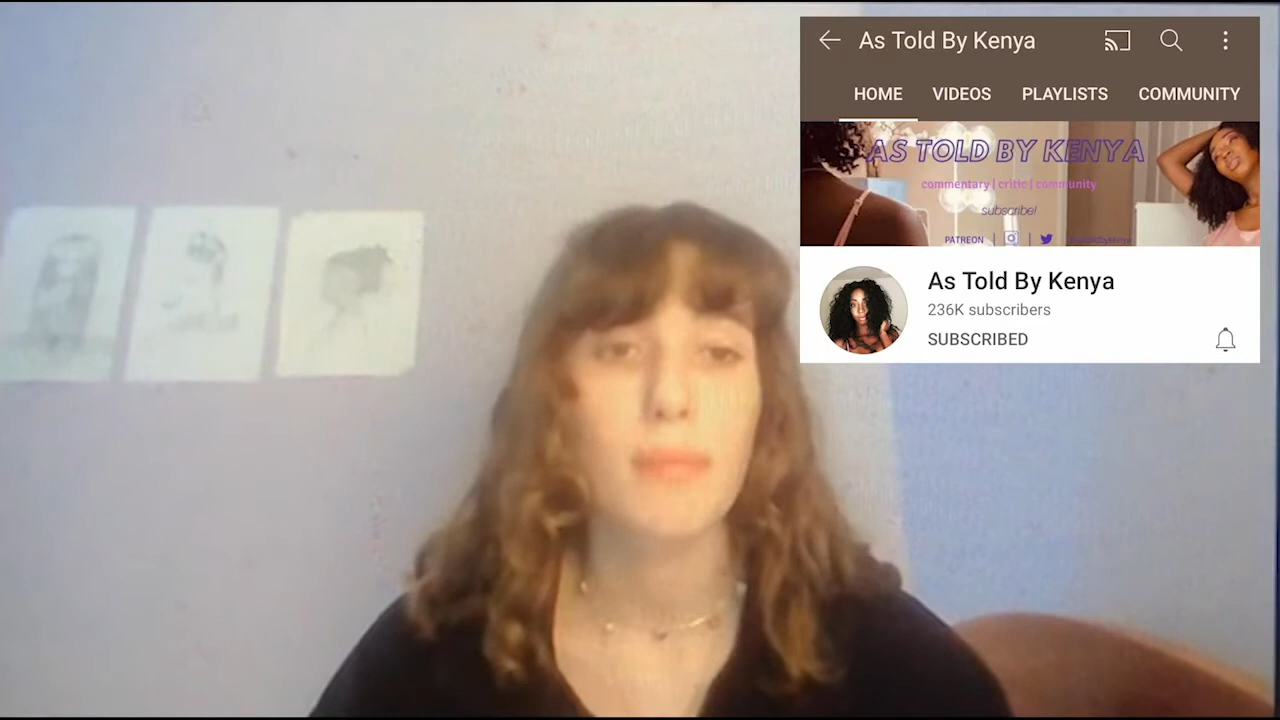 As Told By Kenya
HOME VIDEOS PLAYLISTS COMMUNITY
AS TOLD BY KENYA
commentary | critic | community
subscribe!
PATREON | |
As Told By Kenya
236K subscribers
SUBSCRIBED